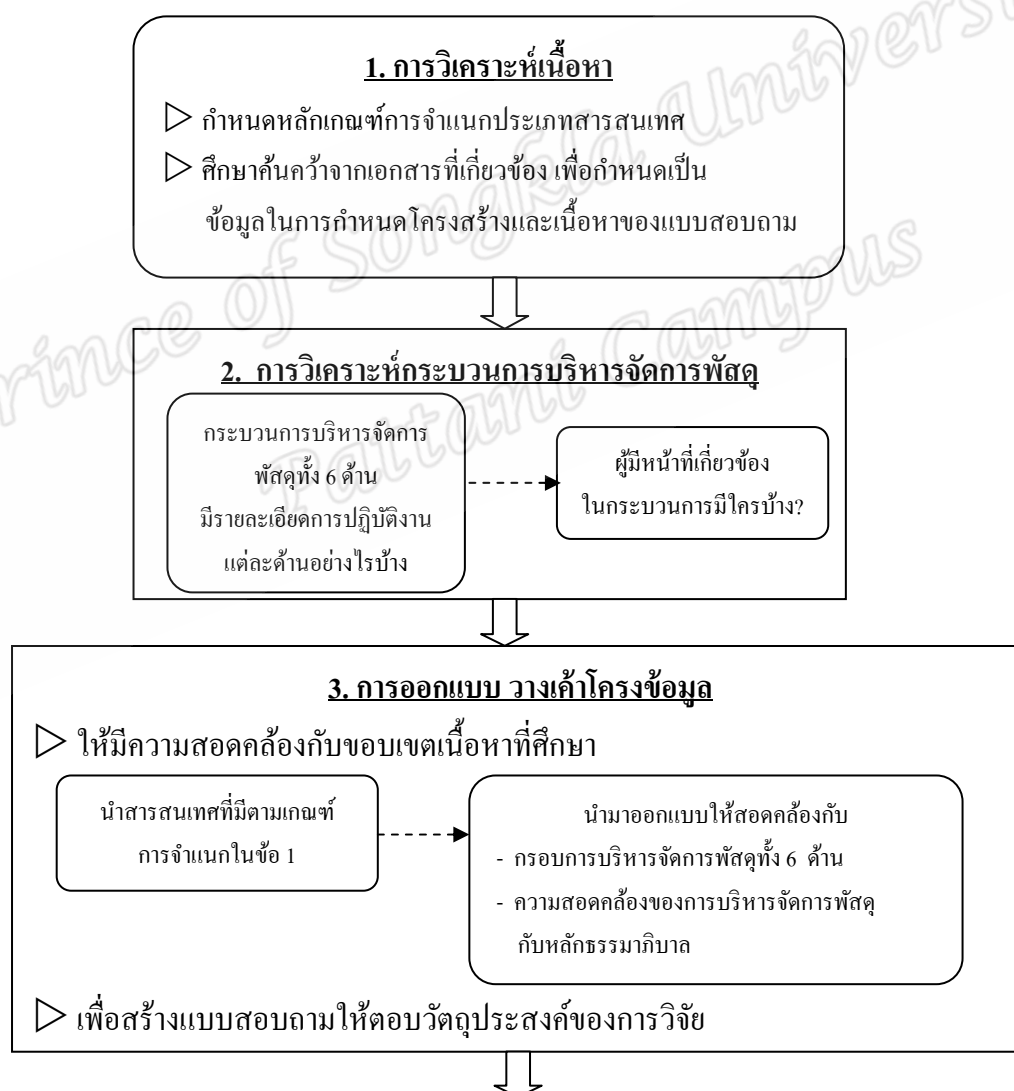 1. การวิเคราะห์เนื้อหา
กำหนดหลักเกณฑ์การจำแนกประเภทสารสนเทศ
ศึกษาค้นคว้าจากเอกสารที่เกี่ยวข้อง เพื่อกำหนดเป็น
ข้อมูลในการกำหนดโครงสร้างและเนื้อหาของแบบสอบถาม
2. การวิเคราะห์กระบวนการบริหารจัดการพัสดุ
กระบวนการบริหารจัดการ
พัสดุทั้ง 6 ด้าน
มีรายละเอียดการปฏิบัติงาน
แต่ละด้านอย่างไรบ้าง
ผู้มีหน้าที่เกี่ยวข้อง
ในกระบวนการมีใครบ้าง?
3. การออกแบบ วางเค้าโครงข้อมูล
ให้มีความสอดคล้องกับขอบเขตเนื้อหาที่ศึกษา
นำสารสนเทศที่มีตามเกณฑ์
การจำแนกในข้อ 1
นำมาออกแบบให้สอดคล้องกับ
- กรอบการบริหารจัดการพัสดุทั้ง 6 ด้าน
- ความสอดคล้องของการบริหารจัดการพัสดุ
กับหลักธรรมาภิบาล
เพื่อสร้างแบบสอบถามให้ตอบวัตถุประสงค์ของการวิจัย
Prince of Songkla Universi
Pattani Campus